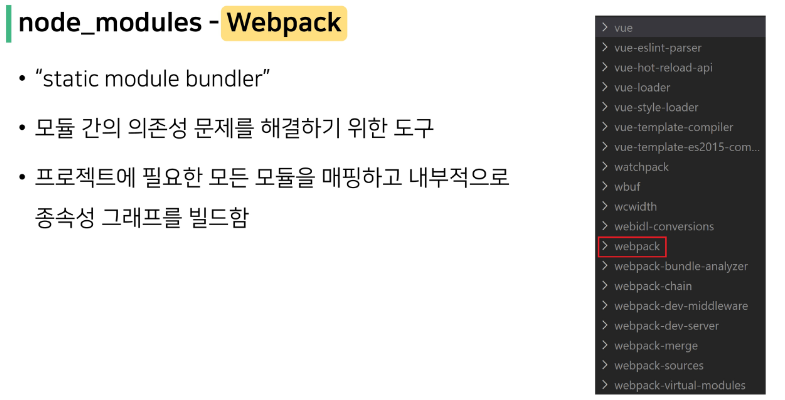 node_modules - Webpack
• “static module bundler”
• 모듈 간의 의존성 문제를 해결하기 위한 도구
• 프로젝트에 필요한 모든 모듈을 매핑하고 내부적으로
종속성 그래프를 빌드함
vue
vue-eslint-parser
vue-hot-reload-api
vue-loader
vue-style-loader
vue-template-compiler
vue-template-es2015-com...
watchpack
wbuf
wcwidth
webidl-conversions
webpack
webpack-bundle-analyzer
webpack-chain
webpack-dev-middleware
webpack-dev-server
webpack-merge
webpack-sources
webpack-virtual-modules